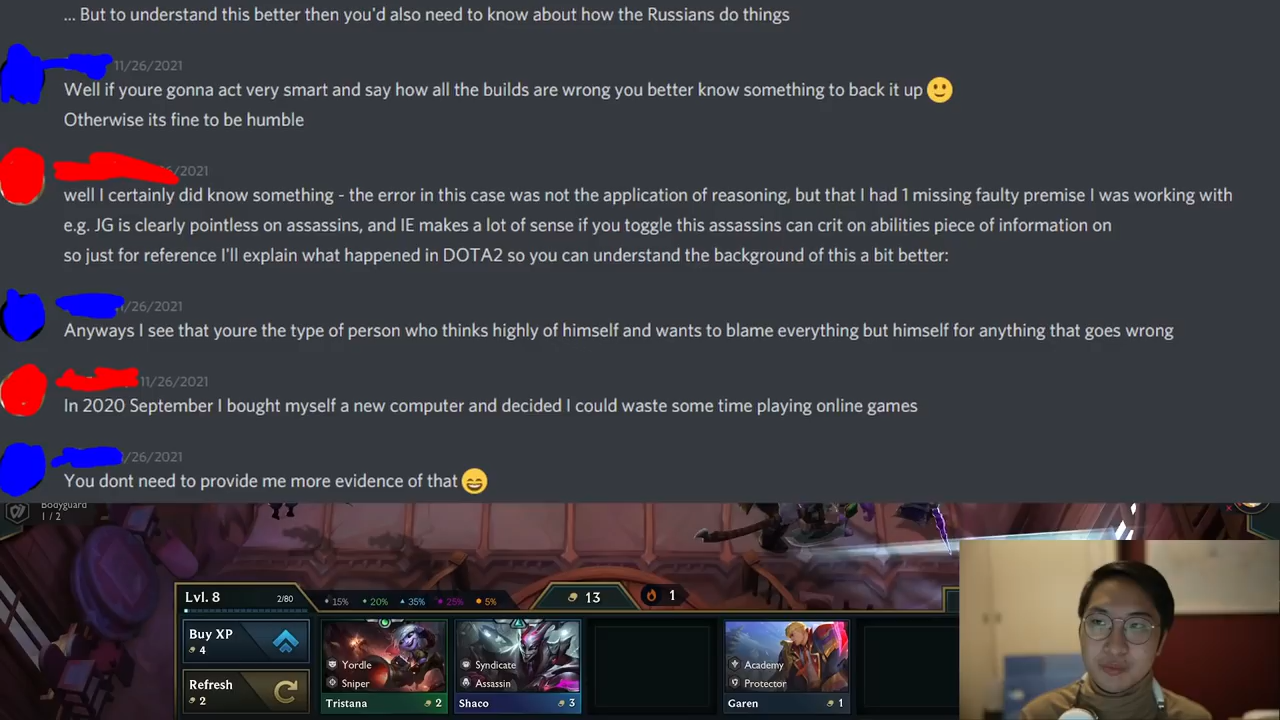 ... But to understand this better then you'd also need to know about how the Russians do things
11/26/2021
Well if youre gonna act very smart and say how all the builds are wrong you better know something to back it up
Otherwise its fine to be humble
/2021
well I certainly did know something - the error in this case was not the application of reasoning, but that I had 1 missing faulty premise I was working with
e.g. JG is clearly pointless on assassins, and IE makes a lot of sense if you toggle this assassins can crit on abilities piece of information on
so just for reference I'll explain what happened in DOTA2 so you can understand the background of this a bit better:
/26/2021
Anyways I see that youre the type of person who thinks highly of himself and wants to blame everything but himself for anything that goes wrong
11/26/2021
In 2020 September I bought myself a new computer and decided I could waste some time playing online games
/26/2021
You dont need to provide me more evidence of that
Bodyguard
1 / 2
Lvl. 8 2/80 15% 20% 35% 25% 5% 13 1
Buy XP
4
Refresh
2
Yordle
Sniper
Tristana 2
Syndicate
Assassin
Shaco 3
Academy
Protector
Garen 1